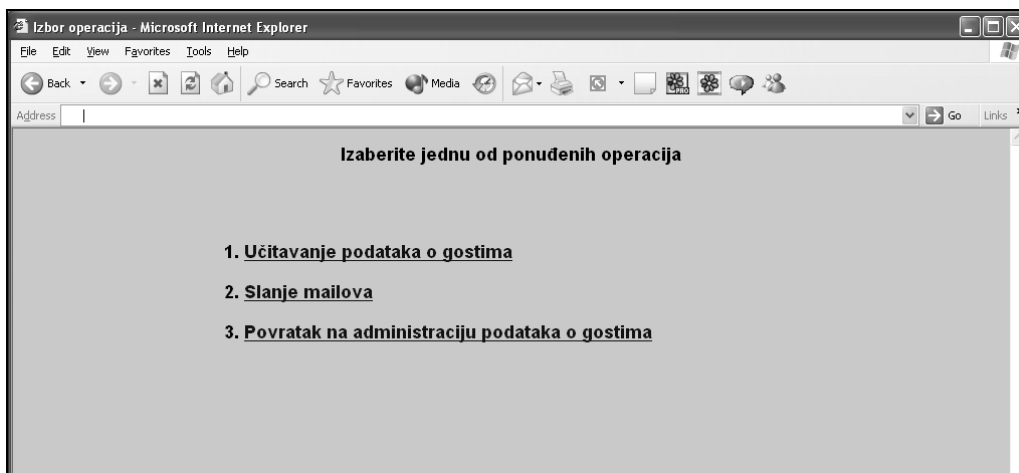 Izbor operacija - Microsoft Internet Explorer
File Edit View Favorites Tools Help
Back Search Favorites Media
Address Go Links
Izaberite jednu od ponuđenih operacija
1. Učitavanje podataka o gostima
2. Slanje mailova
3. Povratak na administraciju podataka o gostima